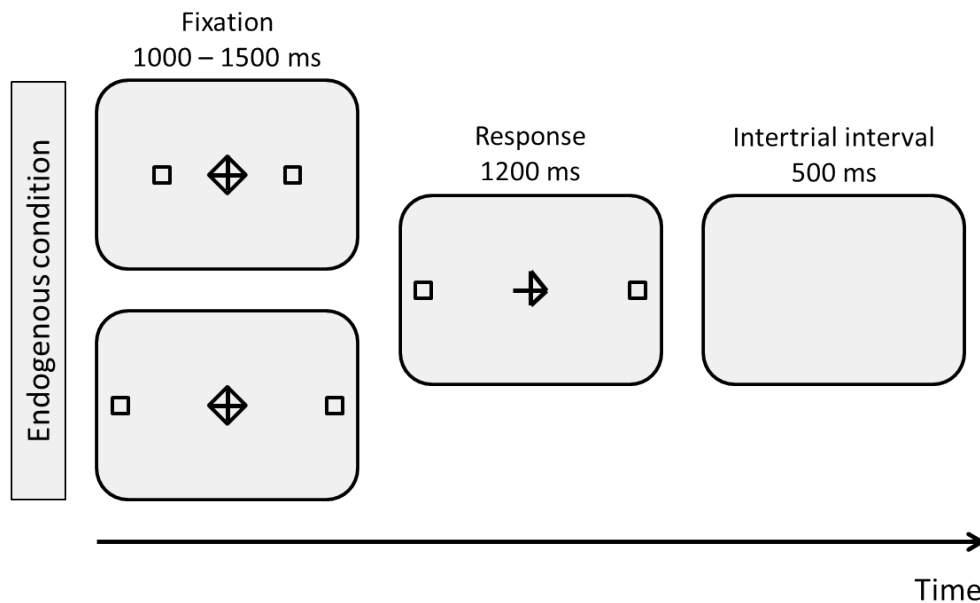 Fixation
1000 – 1500 ms
Endogenous condition
Response
1200 ms
Intertrial interval
500 ms
Time